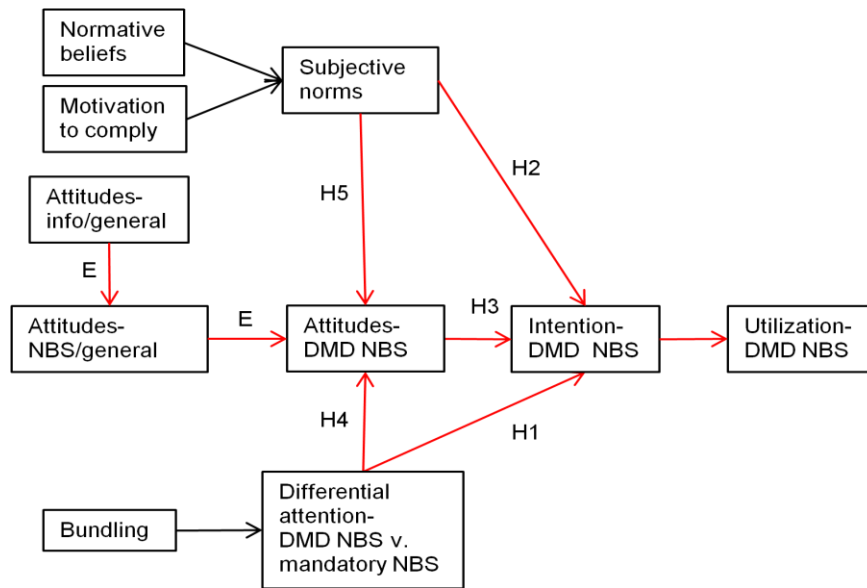 Normative
beliefs
Motivation
to comply
Subjective
norms
H2
Attitudes-
info/general
H5
E
Attitudes-
NBS/general
E
Attitudes-
DMD NBS
H3
Intention-
DMD NBS
Utilization-
DMD NBS
H4
H1
Bundling
Differential
attention-
DMD NBS v.
mandatory NBS